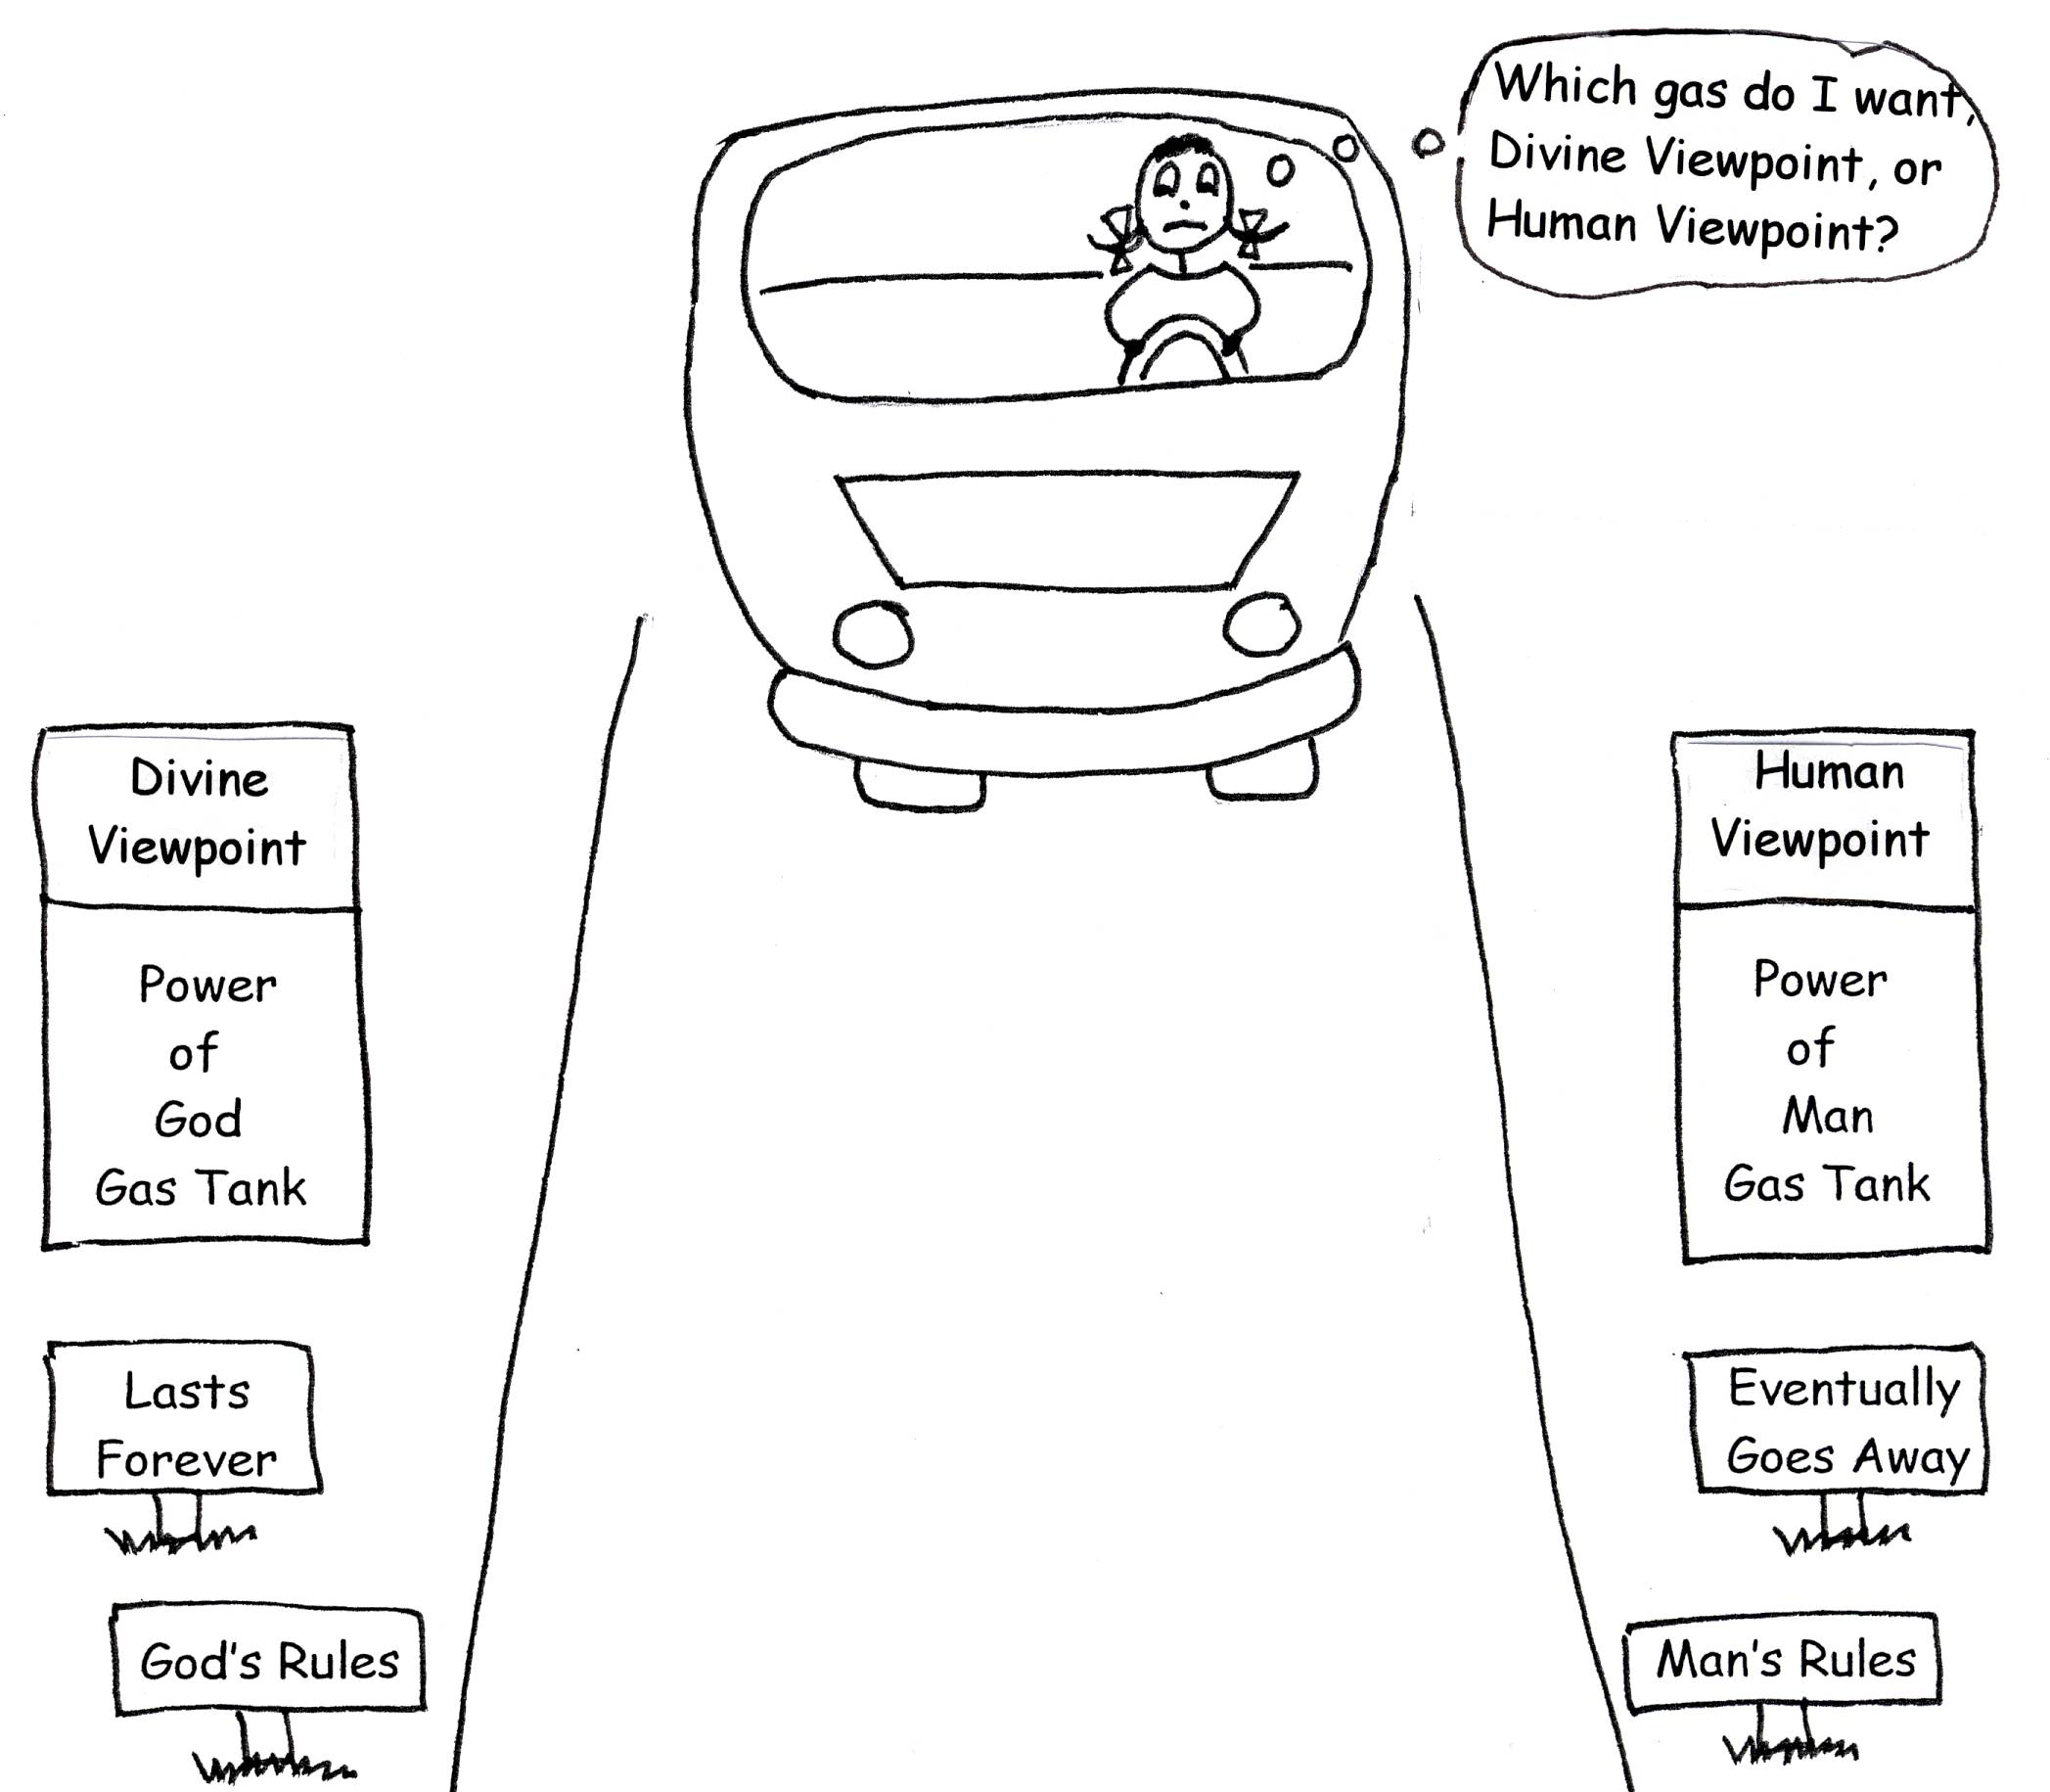 Which gas do I want,
Divine Viewpoint, or
Human Viewpoint?
Divine
Viewpoint
Power
of
God
Gas Tank
Lasts
Forever
God's Rules
Human
Viewpoint
Power
of
Man
Gas Tank
Eventually
Goes Away
Man's Rules